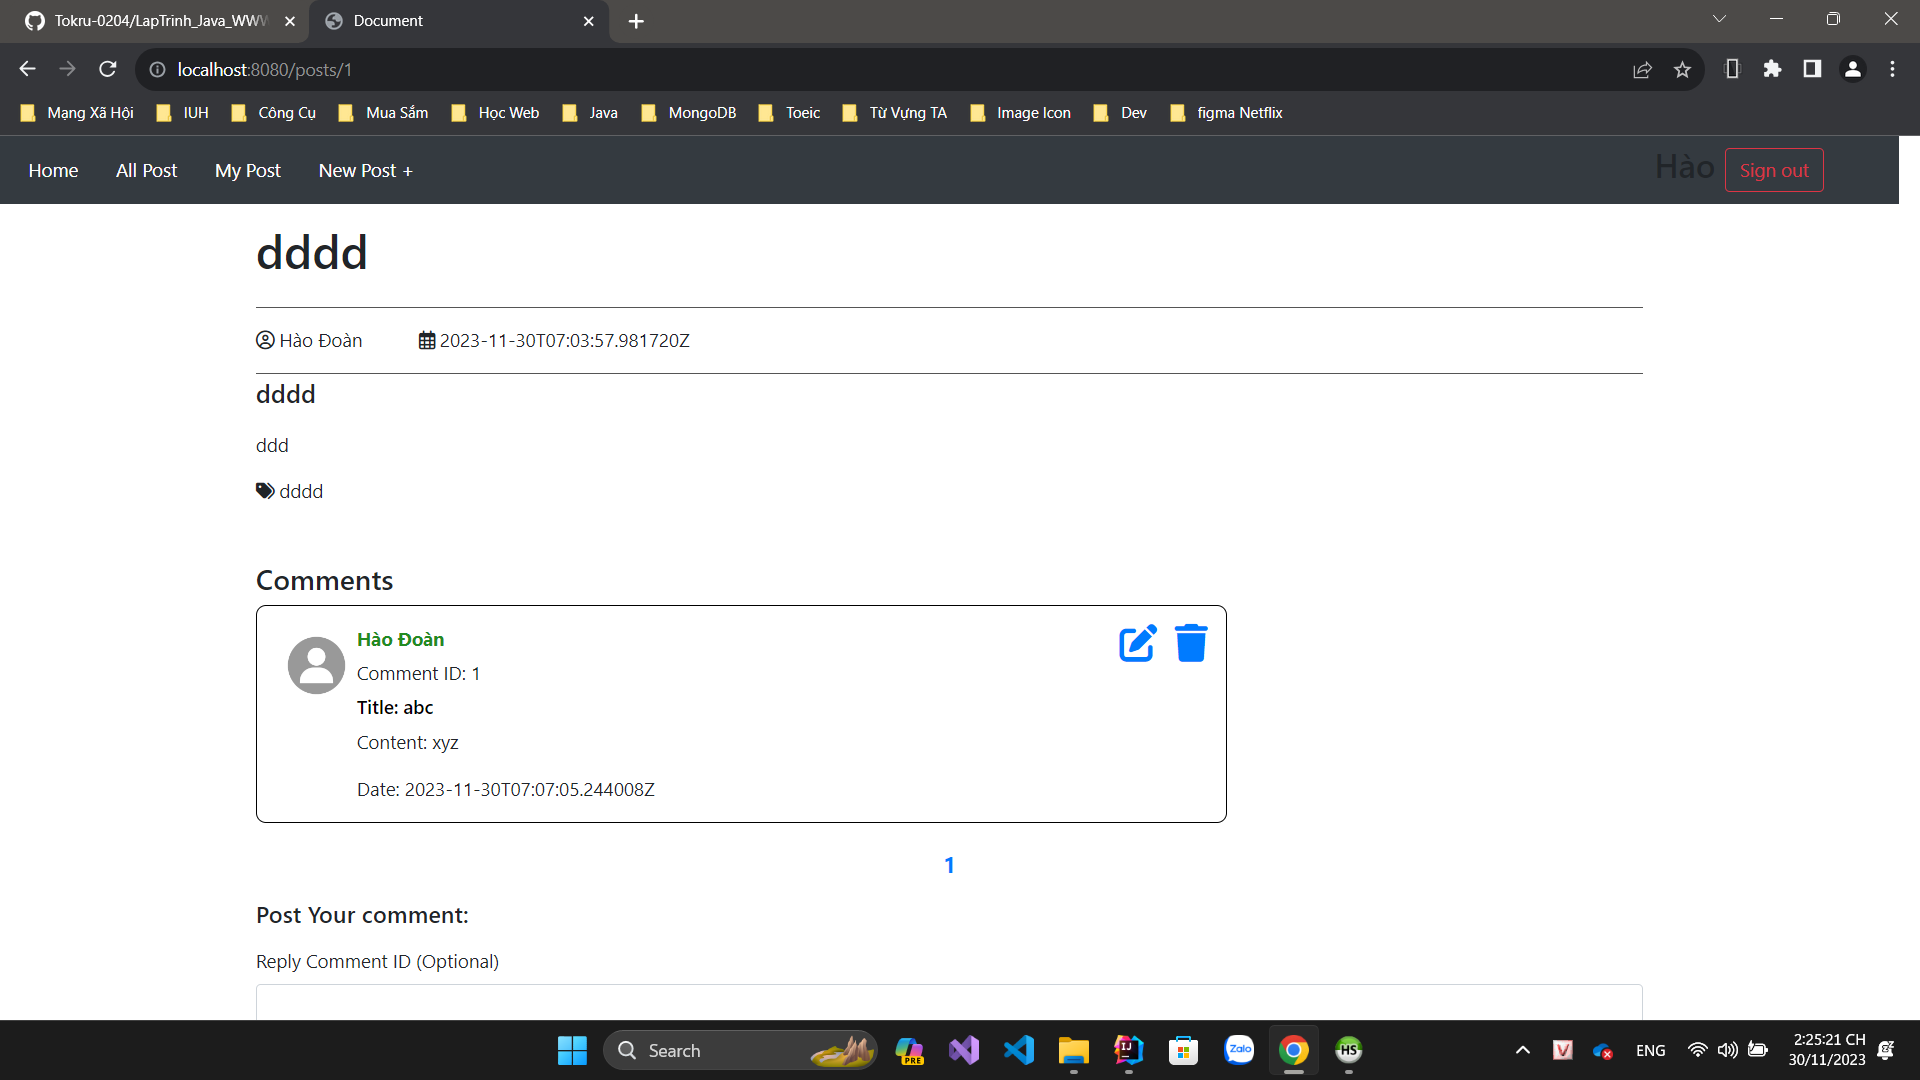 Tokru-0204/LapTrinh_Java_WWW
Document
localhost:8080/posts/1
Mạng Xã Hội
IUH
Công Cụ
Mua Sắm
Học Web
Java
MongoDB
Toeic
Từ Vựng TA
Image Icon
Dev
figma Netflix
Home
All Post
My Post
New Post +
Hào
Sign out
dddd
Hào Đoàn
2023-11-30T07:03:57.981720Z
dddd
ddd
dddd
Comments
Hào Đoàn
Comment ID: 1
Title: abc
Content: xyz
Date: 2023-11-30T07:07:05.244008Z
1
Post Your comment:
Reply Comment ID (Optional)
Search
PRE
IJ
Zalo
HS
V
ENG
2:25:21 CH
30/11/2023